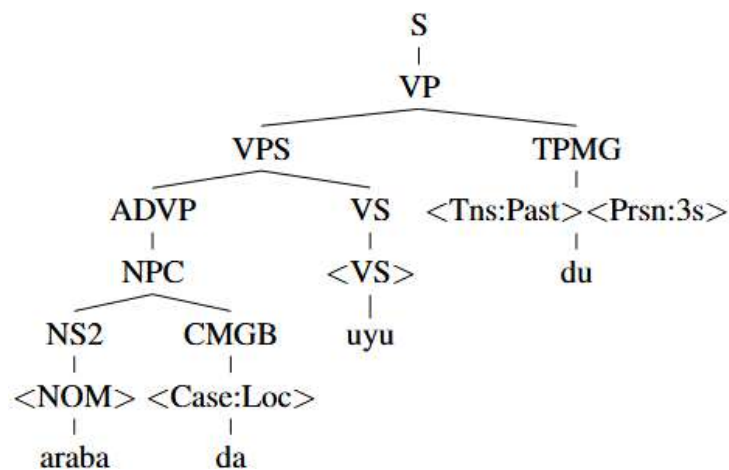 S
VP
VPS TPMG
ADVP VS <Tns:Past><Prsn:3s>
NPC <VS> du
NS2 CMGB uyu
<NOM> <Case:Loc>
araba da